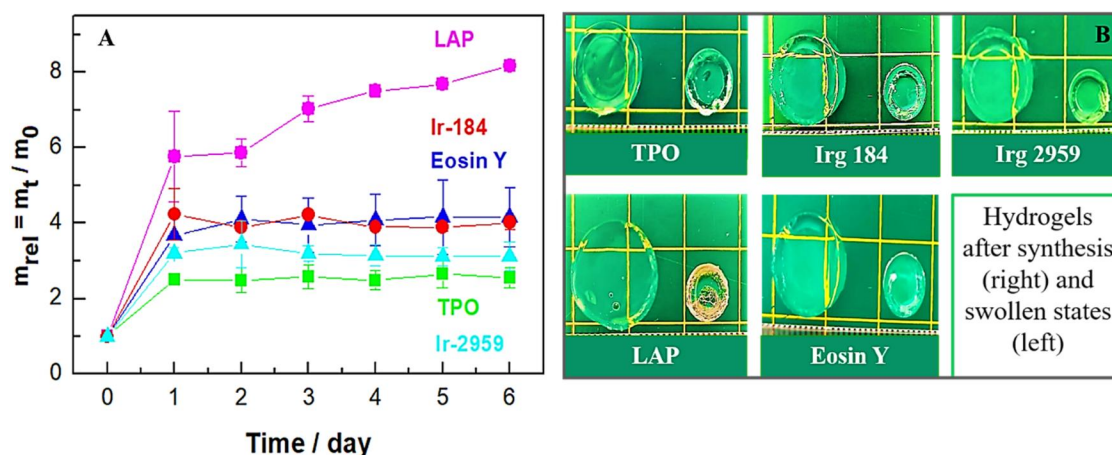 A
LAP
Ir-184
Eosin Y
TPO
Ir-2959
m_rel = m_t / m_0
8
6
4
2
0
0 1 2 3 4 5 6
Time / day
B
TPO
Irg 184
Irg 2959
LAP
Eosin Y
Hydrogels
after synthesis
(right) and
swollen states
(left)